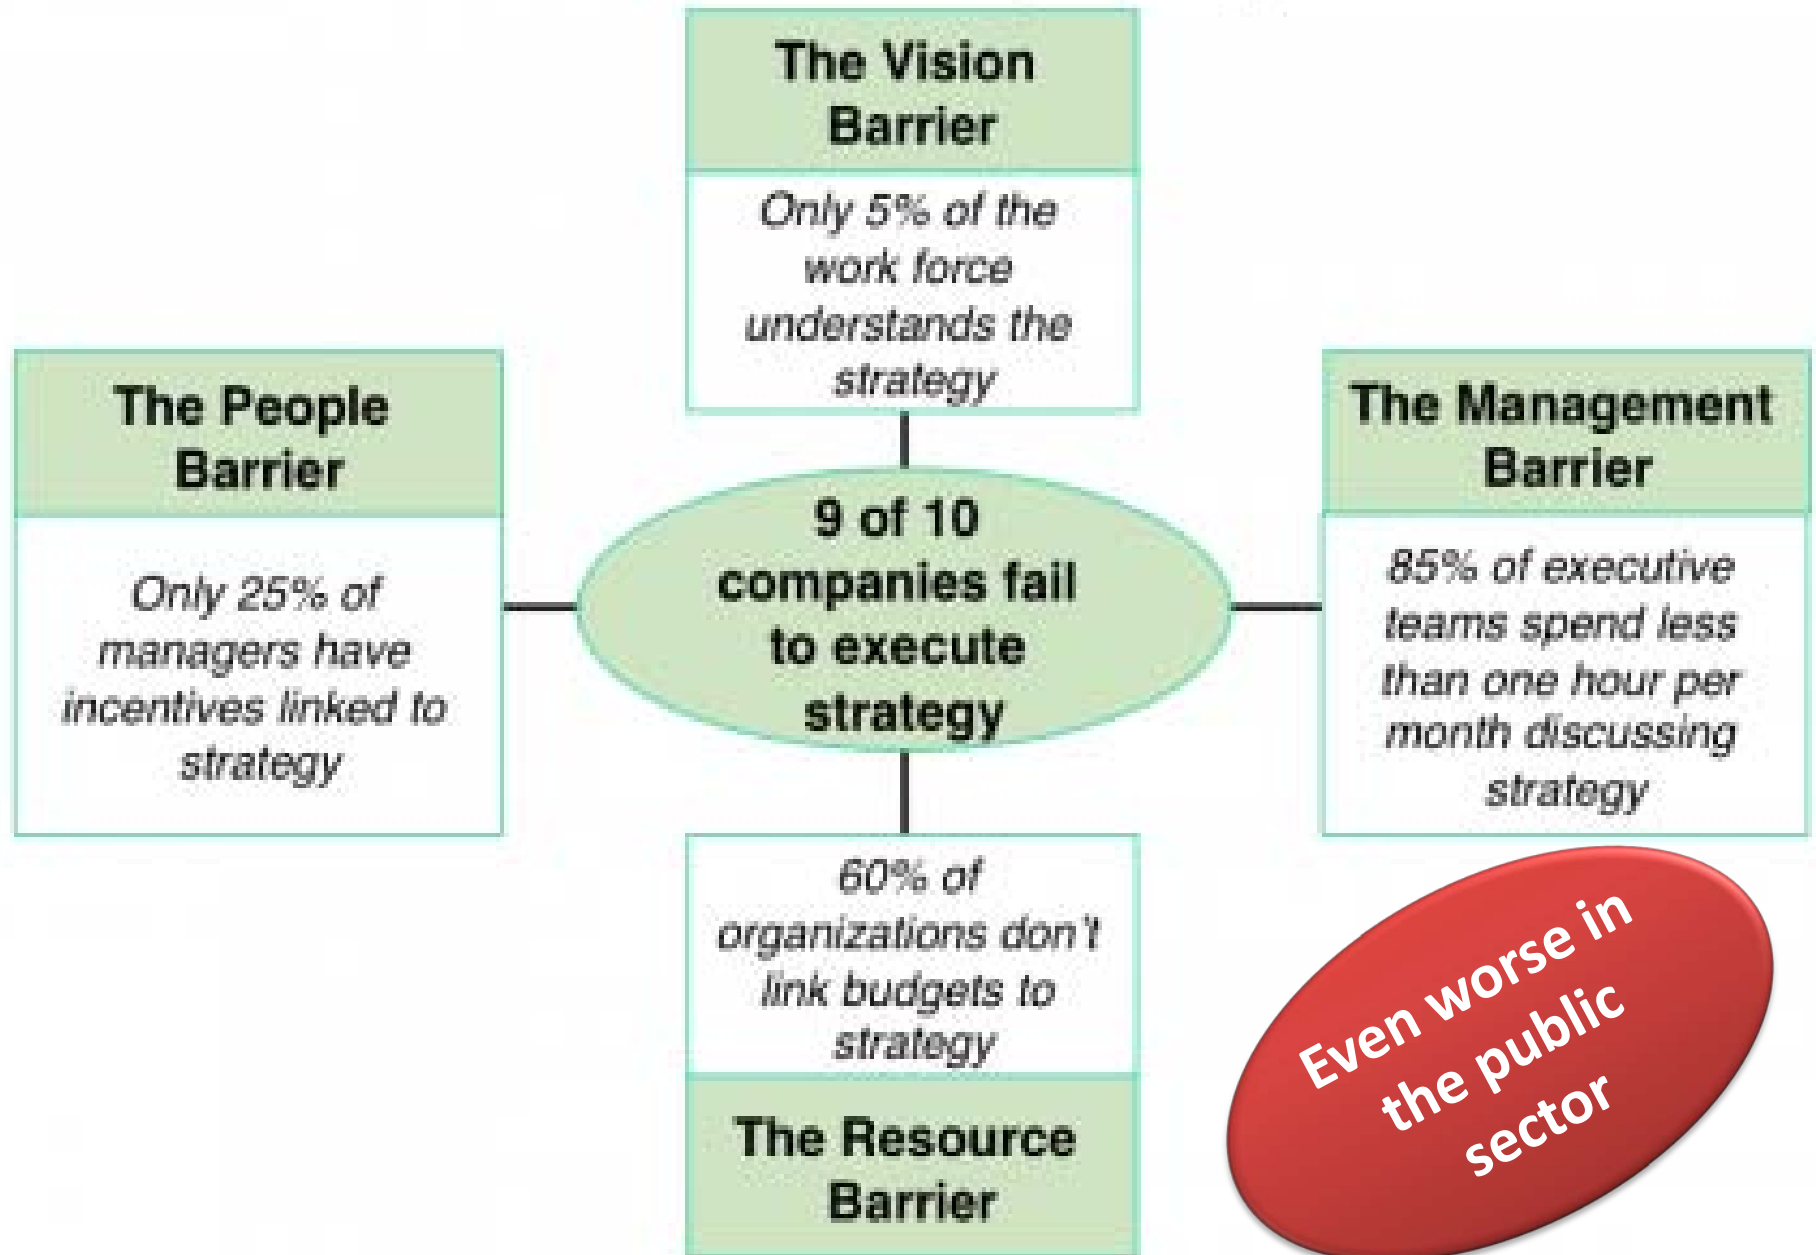 The Vision
Barrier
Only 5% of the
work force
understands the
strategy
The People
Barrier
Only 25% of
managers have
incentives linked to
strategy
9 of 10
companies fail
to execute
strategy
The Management
Barrier
85% of executive
teams spend less
than one hour per
month discussing
strategy
60% of
organizations don't
link budgets to
strategy
The Resource
Barrier
Even worse in
the public
sector